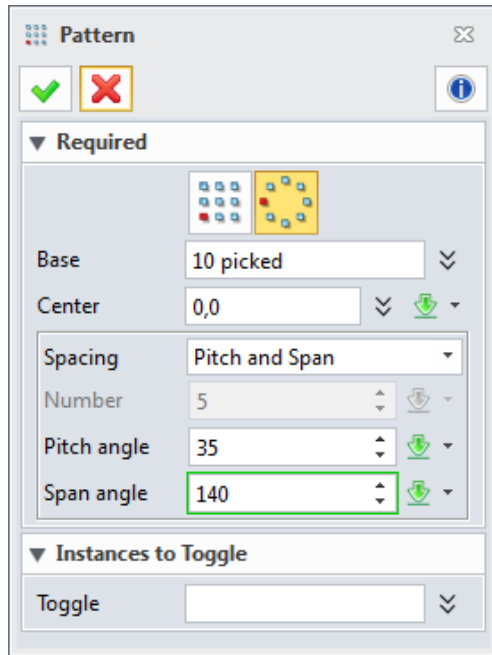 Pattern
Required
Base 10 picked
Center 0,0
Spacing Pitch and Span
Number 5
Pitch angle 35
Span angle 140
Instances to Toggle
Toggle